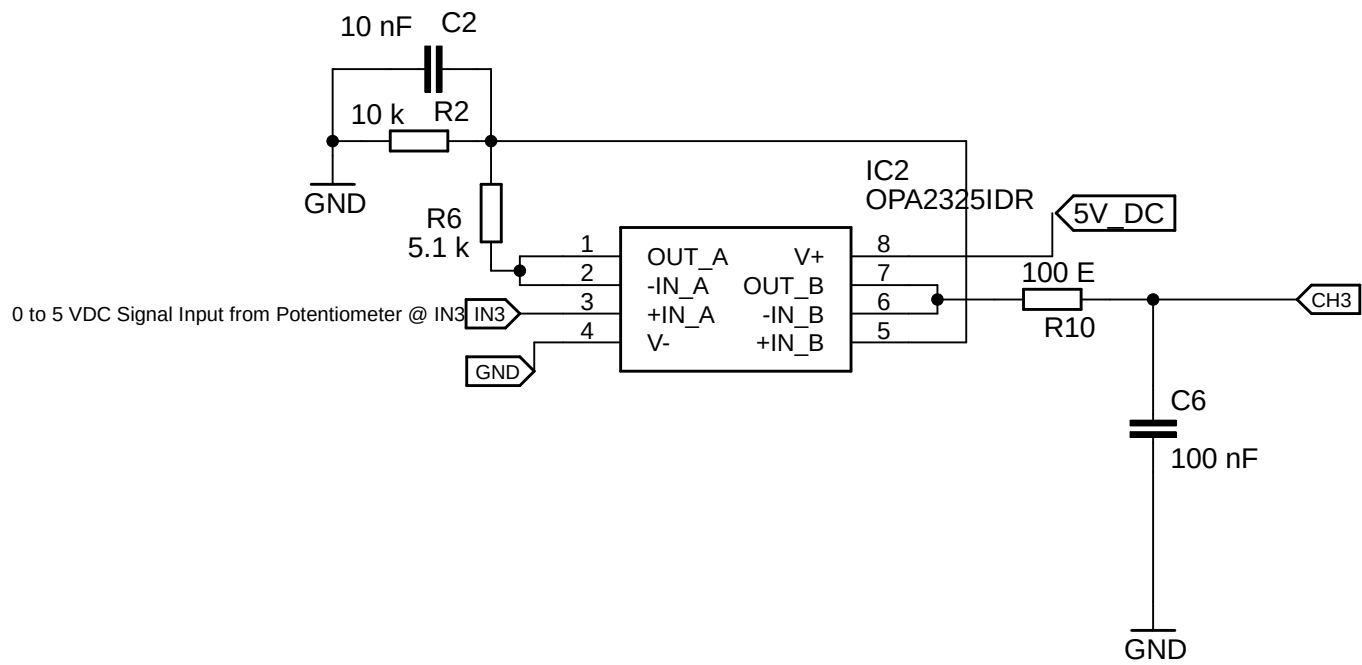 10 nF C2
10 k R2
GND
R6
5.1 k
IC2
OPA2325IDR
5V_DC
1 OUT_A V+ 8
2 -IN_A OUT_B 7
3 +IN_A -IN_B 6
4 V- +IN_B 5
0 to 5 VDC Signal Input from Potentiometer @ IN3 IN3
GND
100 E
R10
CH3
C6
100 nF
GND